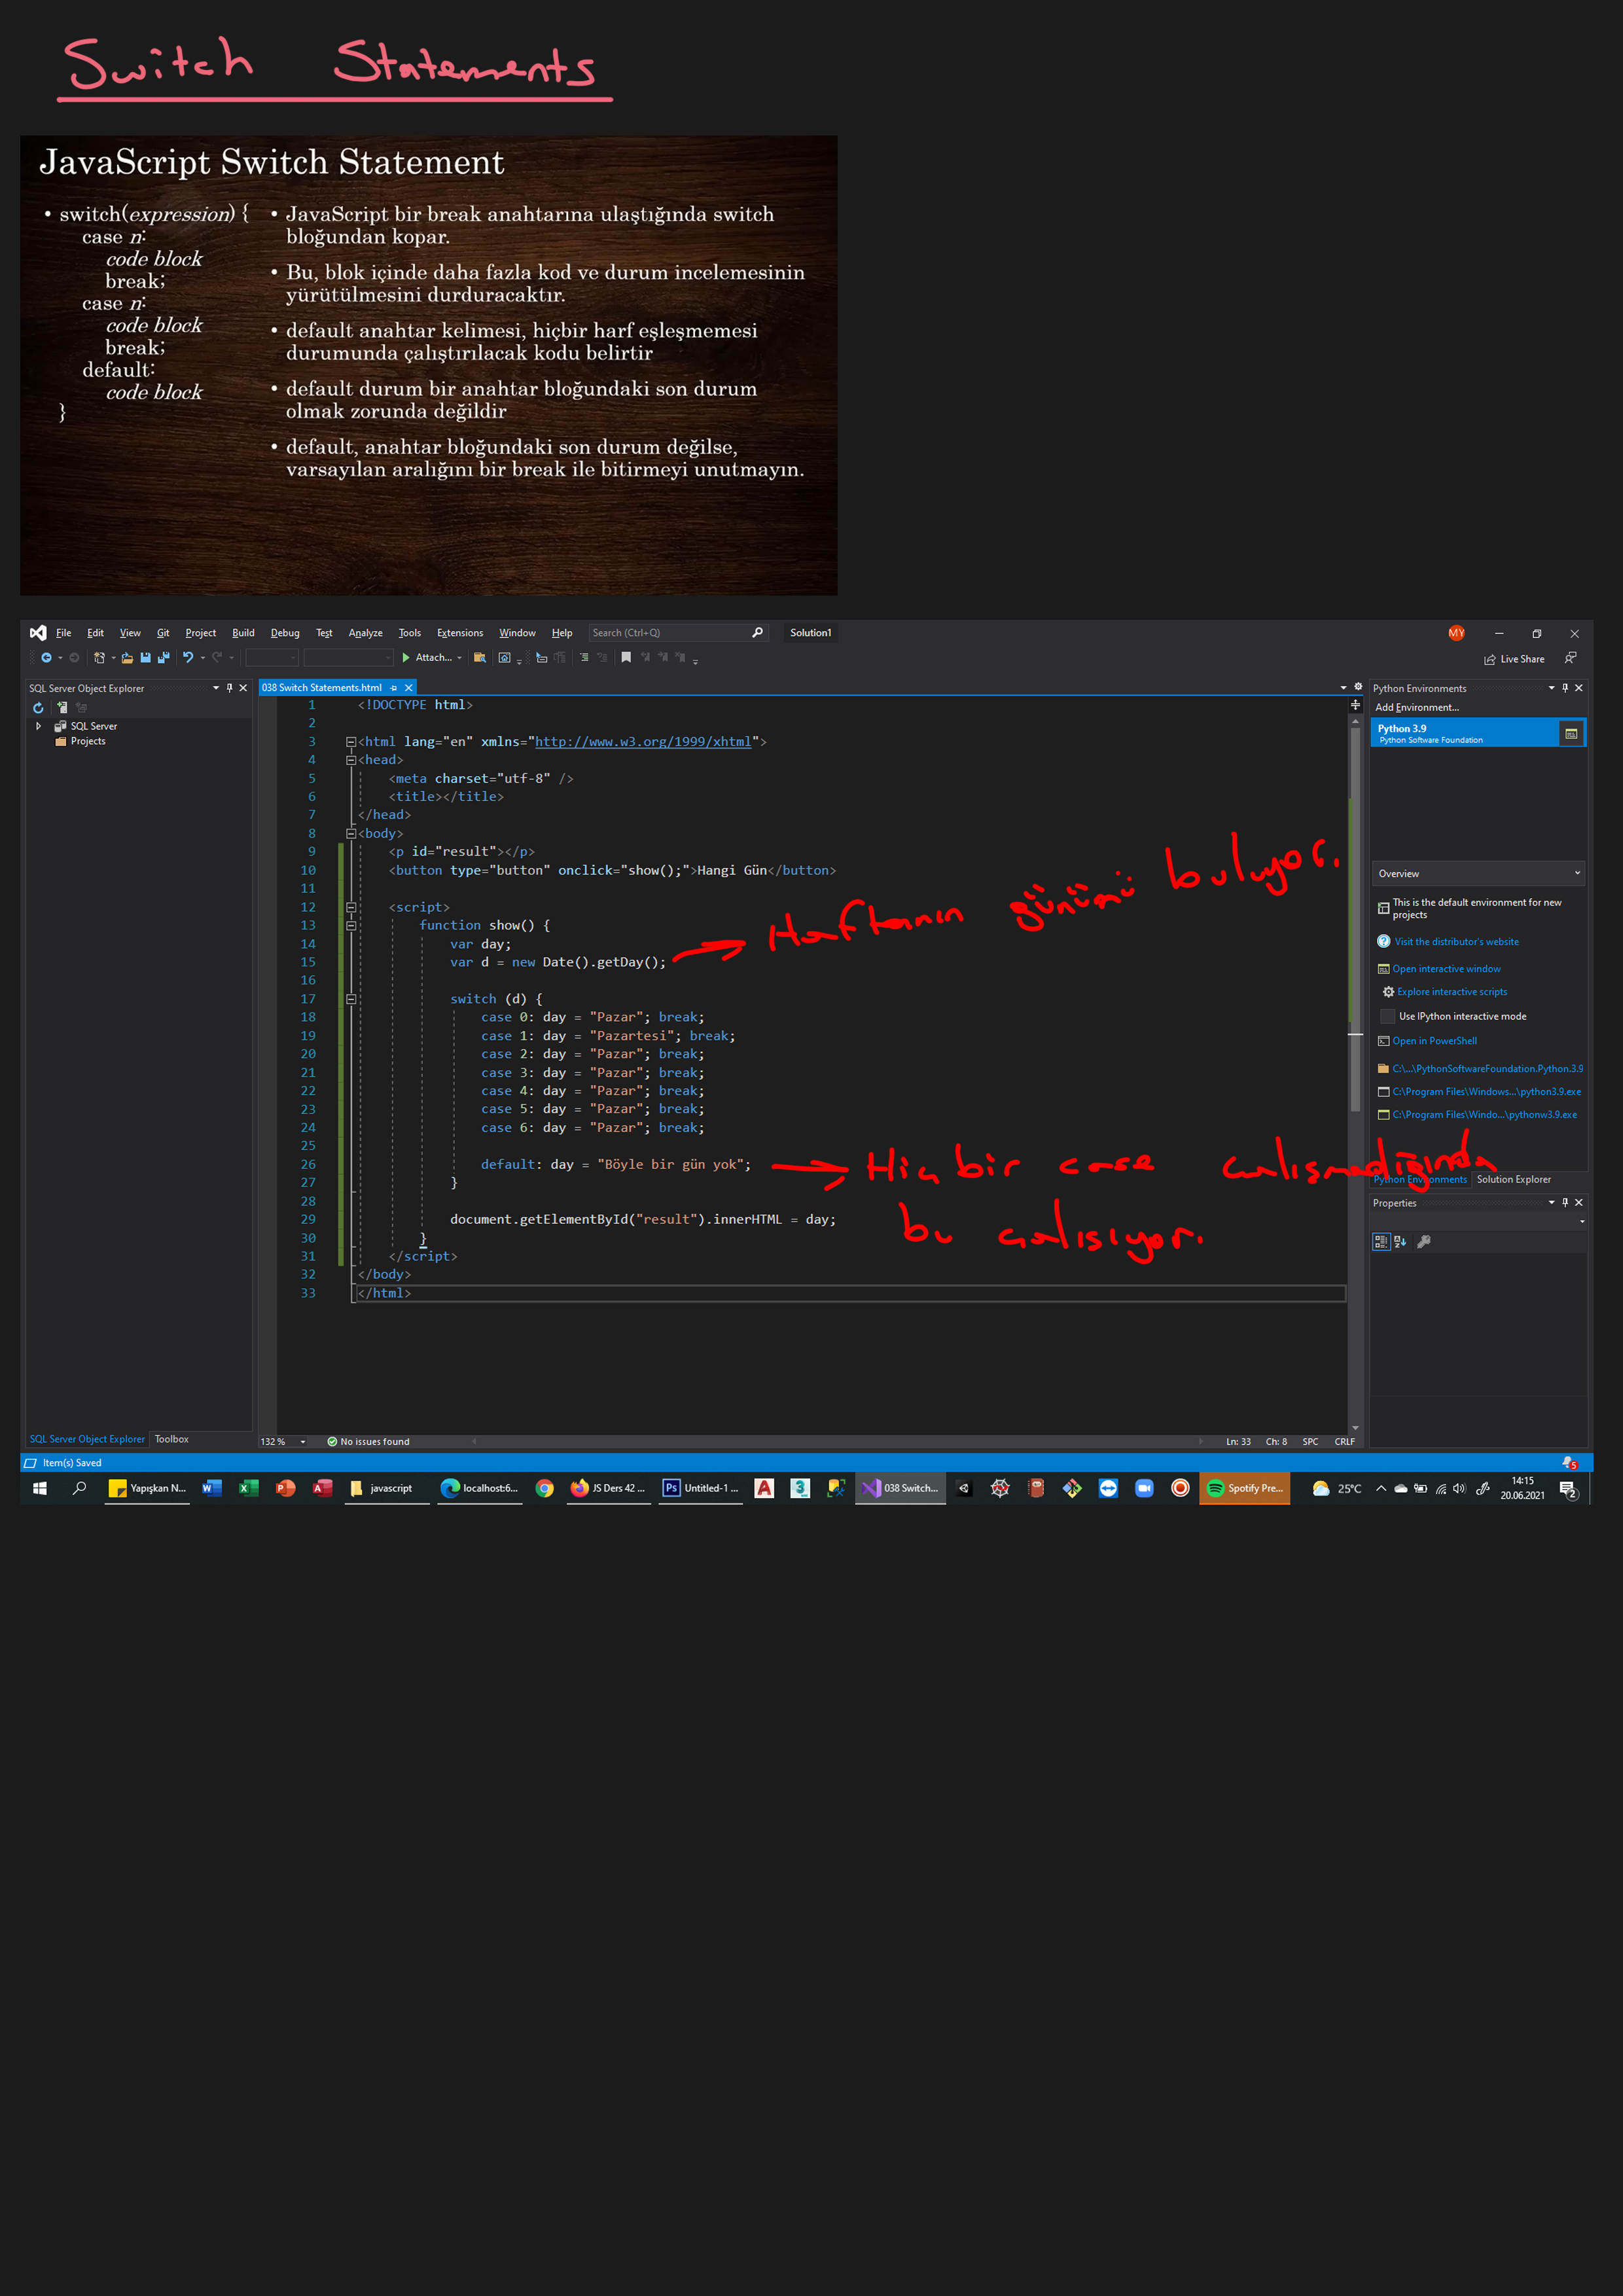 Switch Statements
JavaScript Switch Statement
• switch(expression) {
case n:
code block
break;
case n:
code block
break;
default:
code block
}
• JavaScript bir break anahtarına ulaştığında switch
bloğundan kopar.
• Bu, blok içinde daha fazla kod ve durum incelemesinin
yürütülmesini durduracaktır.
• default anahtar kelimesi, hiçbir harf eşleşmemesi
durumunda çalıştırılacak kodu belirtir
• default durum bir anahtar bloğundaki son durum
olmak zorunda değildir
• default, anahtar bloğundaki son durum değilse,
varsayılan aralığını bir break ile bitirmeyi unutmayın.
File Edit View Git Project Build Debug Test Analyze Tools Extensions Window Help Search (Ctrl+Q) Solution1 MY
Attach... Live Share
SQL Server Object Explorer
SQL Server
Projects
038 Switch Statements.html
1 <!DOCTYPE html>
2
3 <html lang="en" xmlns="http://www.w3.org/1999/xhtml">
4 <head>
5 <meta charset="utf-8" />
6 <title></title>
7 </head>
8 <body>
9 <p id="result"></p>
10 <button type="button" onclick="show();">Hangi Gün</button>
11
12 <script>
13 function show() {
14 var day;
15 var d = new Date().getDay();
Haftanın gününü buluyor.
16
17 switch (d) {
18 case 0: day = "Pazar"; break;
19 case 1: day = "Pazartesi"; break;
20 case 2: day = "Pazar"; break;
21 case 3: day = "Pazar"; break;
22 case 4: day = "Pazar"; break;
23 case 5: day = "Pazar"; break;
24 case 6: day = "Pazar"; break;
25
26 default: day = "Böyle bir gün yok";
Hiç bir case çalışmadığında
bu çalışıyor.
27 }
28
29 document.getElementById("result").innerHTML = day;
30 }
31 </script>
32 </body>
33 </html>
Python Environments
Add Environment...
Python 3.9
Python Software Foundation
Overview
This is the default environment for new
projects
Visit the distributor's website
Open interactive window
Explore interactive scripts
Use IPython interactive mode
Open in PowerShell
C:\...\PythonSoftwareFoundation.Python.3.9
C:\Program Files\Windows...\python3.9.exe
C:\Program Files\Windo...\pythonw3.9.exe
Python Environments Solution Explorer
Properties
SQL Server Object Explorer Toolbox
132 % No issues found Ln: 33 Ch: 8 SPC CRLF
Item(s) Saved 5
Yapışkan N... javascript localhost:6... JS Ders 42 ... Untitled-1 ... 038 Switch... Spotify Pre... 25°C 14:15
20.06.2021 2